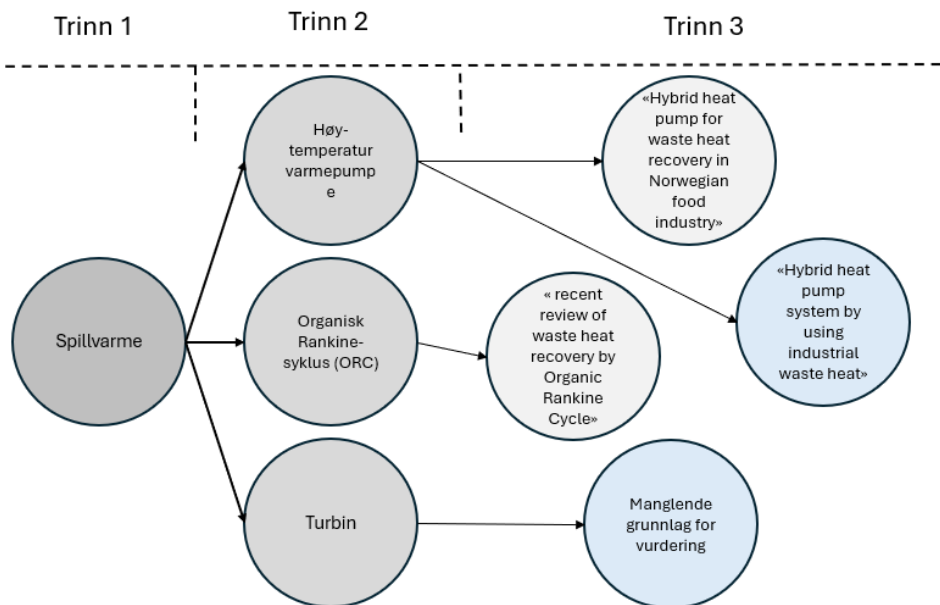 Trinn 1
Trinn 2
Trinn 3
Høy-
temperatur
varmepump
e
«Hybrid heat
pump for
waste heat
recovery in
Norwegian
food
industry»
Spillvarme
Organisk
Rankine-
syklus (ORC)
« recent
review of
waste heat
recovery by
Organic
Rankine
Cycle»
«Hybrid heat
pump
system by
using
industrial
waste heat»
Turbin
Manglende
grunnlag for
vurdering